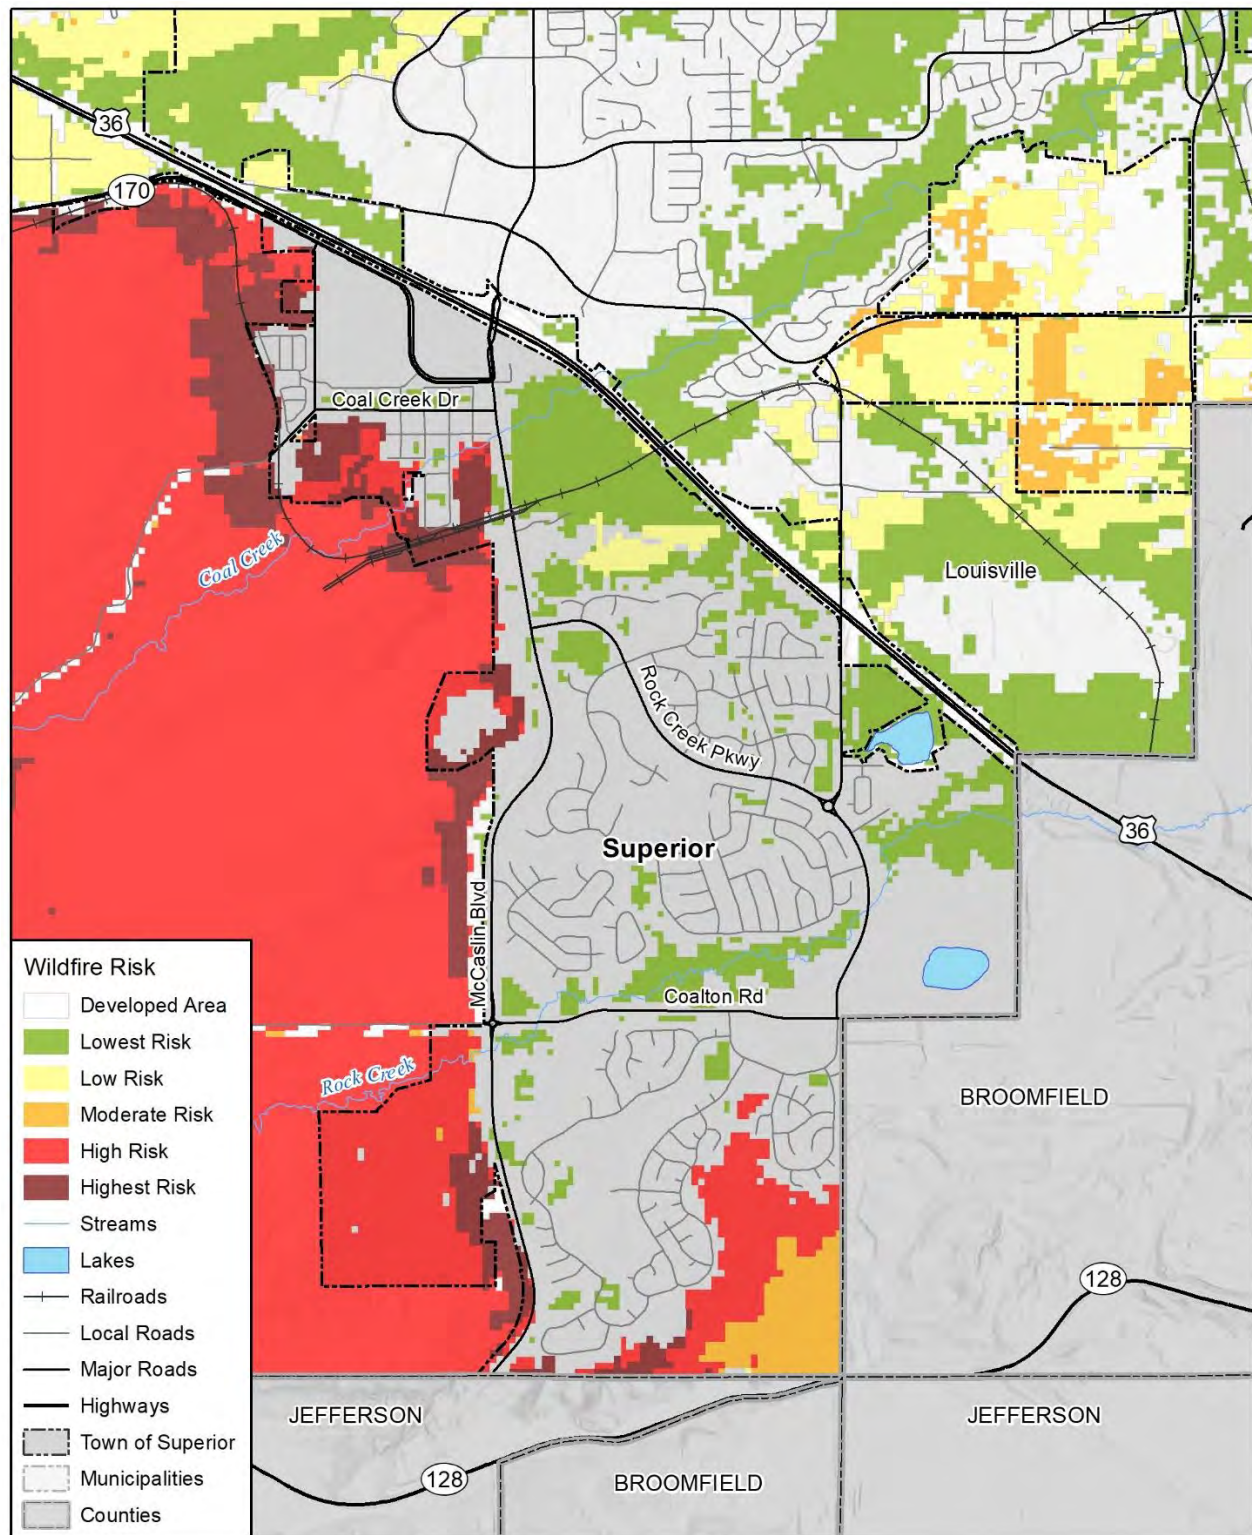 36
170
Coal Creek Dr
Coal Creek
Louisville
Rock Creek Pkwy
Superior
36
McCaslin Blvd
Coalton Rd
Rock Creek
BROOMFIELD
128
JEFFERSON
JEFFERSON
128
BROOMFIELD
Wildfire Risk
Developed Area
Lowest Risk
Low Risk
Moderate Risk
High Risk
Highest Risk
Streams
Lakes
Railroads
Local Roads
Major Roads
Highways
Town of Superior
Municipalities
Counties